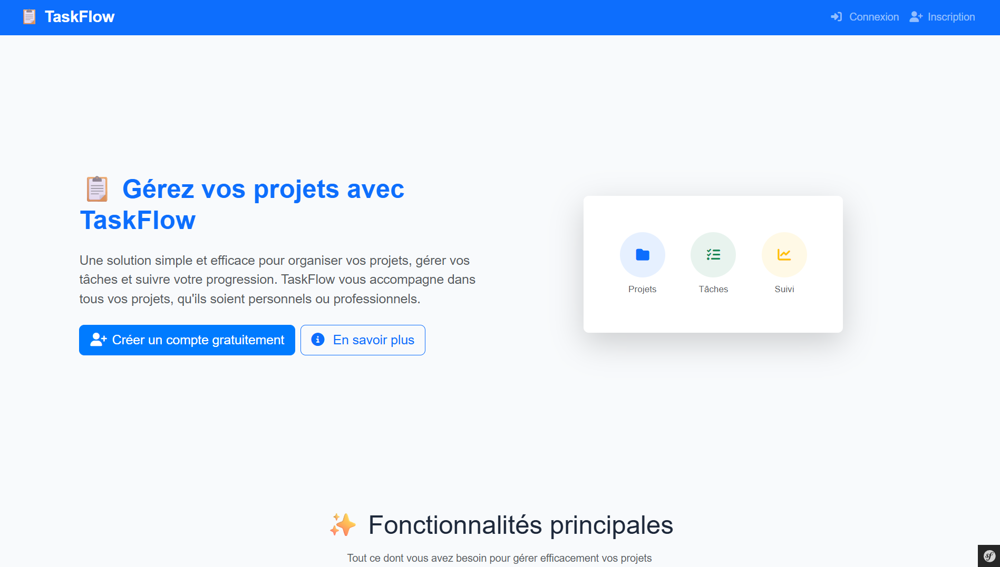 TaskFlow
Connexion
Inscription
Gérez vos projets avec
TaskFlow
Une solution simple et efficace pour organiser vos projets, gérer vos
tâches et suivre votre progression. TaskFlow vous accompagne dans
tous vos projets, qu'ils soient personnels ou professionnels.
Créer un compte gratuitement
En savoir plus
Projets
Tâches
Suivi
Fonctionnalités principales
Tout ce dont vous avez besoin pour gérer efficacement vos projets
sf